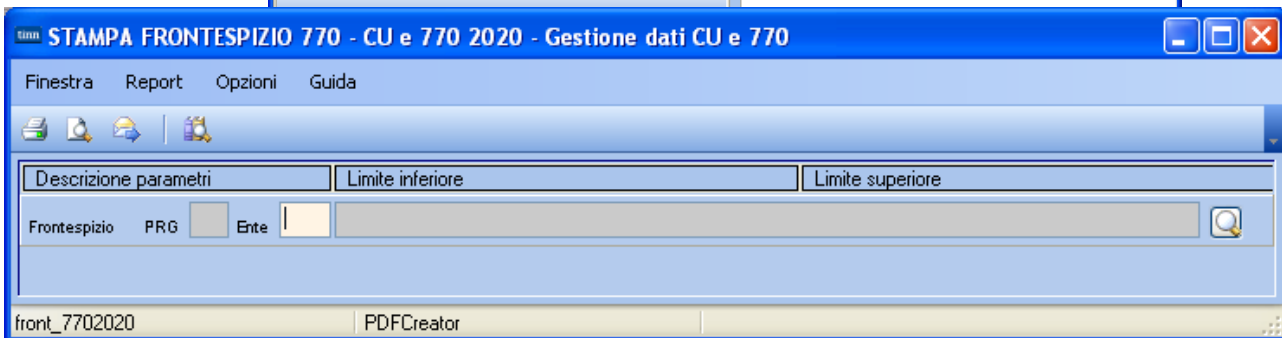 tinn STAMPA FRONTESPIZIO 770 - CU e 770 2020 - Gestione dati CU e 770
Finestra Report Opzioni Guida
Descrizione parametri Limite inferiore Limite superiore
Frontespizio PRG Ente
front_7702020 PDFCreator